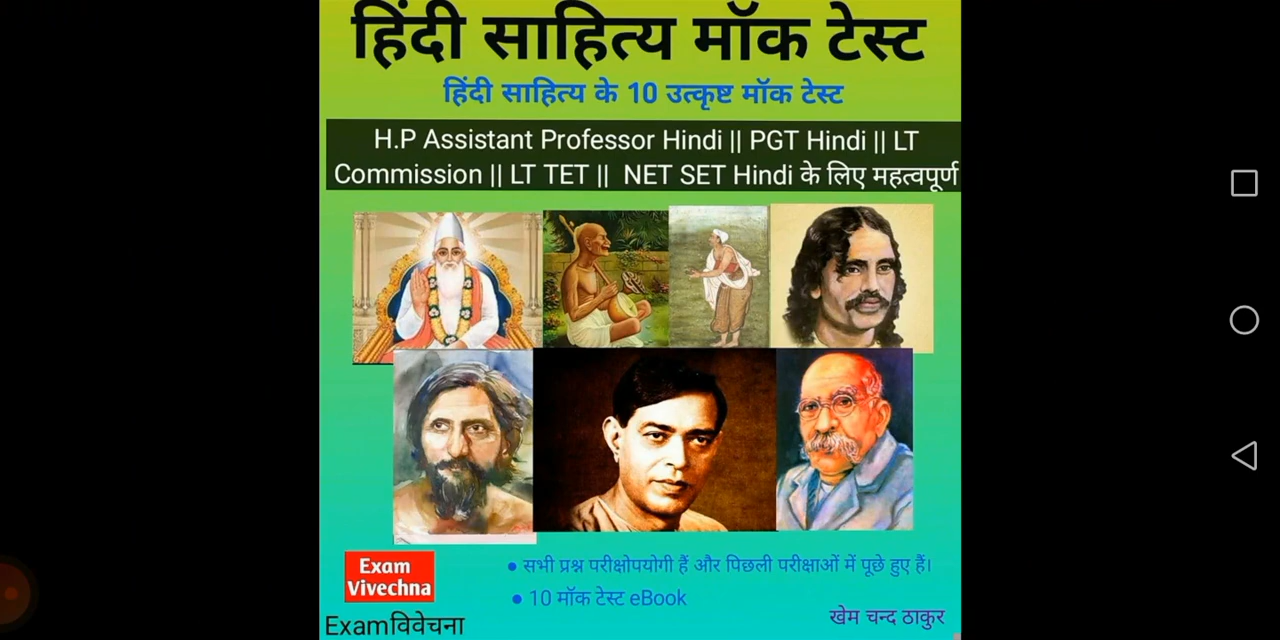 हिंदी साहित्य मॉक टेस्ट
हिंदी साहित्य के 10 उत्कृष्ट मॉक टेस्ट
H.P Assistant Professor Hindi || PGT Hindi || LT
Commission || LT TET || NET SET Hindi के लिए महत्वपूर्ण
Exam
Vivechna
• सभी प्रश्न परीक्षोपयोगी हैं और पिछली परीक्षाओं में पूछे हुए हैं।
• 10 मॉक टेस्ट eBook
Examविवेचना
खेम चन्द ठाकुर